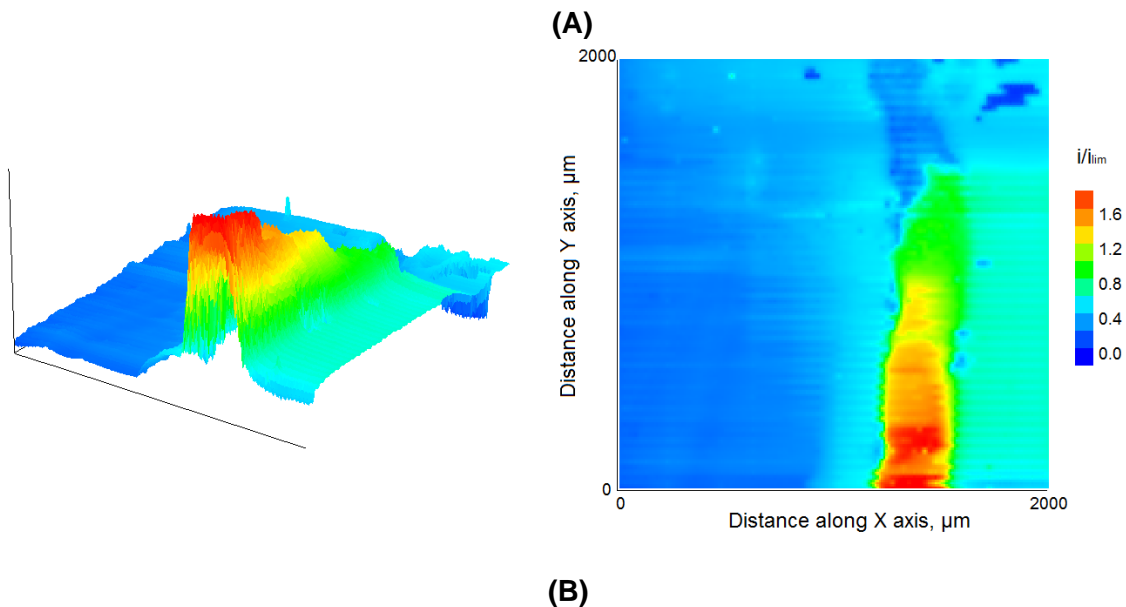 (A)
2000
Distance along Y axis, µm
0
0
2000
Distance along X axis, µm
i/ilim
1.6
1.2
0.8
0.4
0.0
(B)